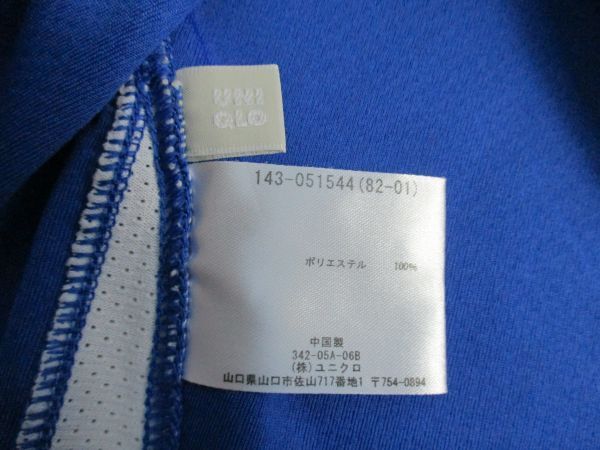 UNI
QLO
143-051544(82-01)
ポリエステル 100%
中国製
342-05A-06B
(株)ユニクロ
山口県山口市佐山717番地1 〒754-0894